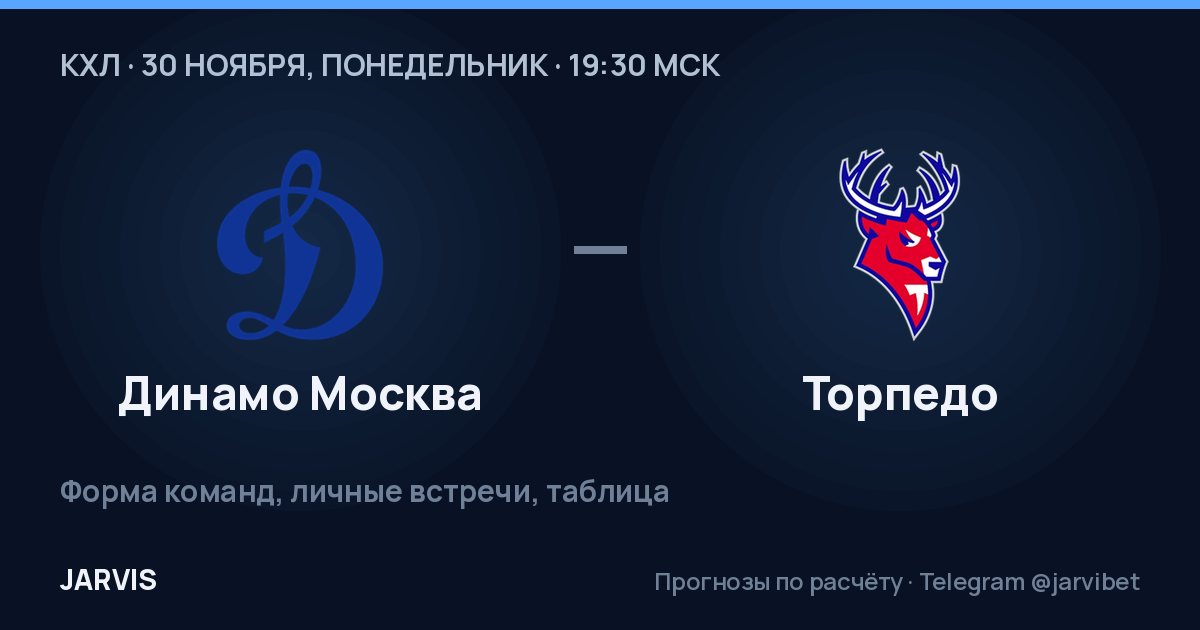 КХЛ · 30 НОЯБРЯ, ПОНЕДЕЛЬНИК · 19:30 МСК
Д
—
Т
Динамо Москва
Торпедо
Форма команд, личные встречи, таблица
JARVIS
Прогнозы по расчёту · Telegram @jarvibet